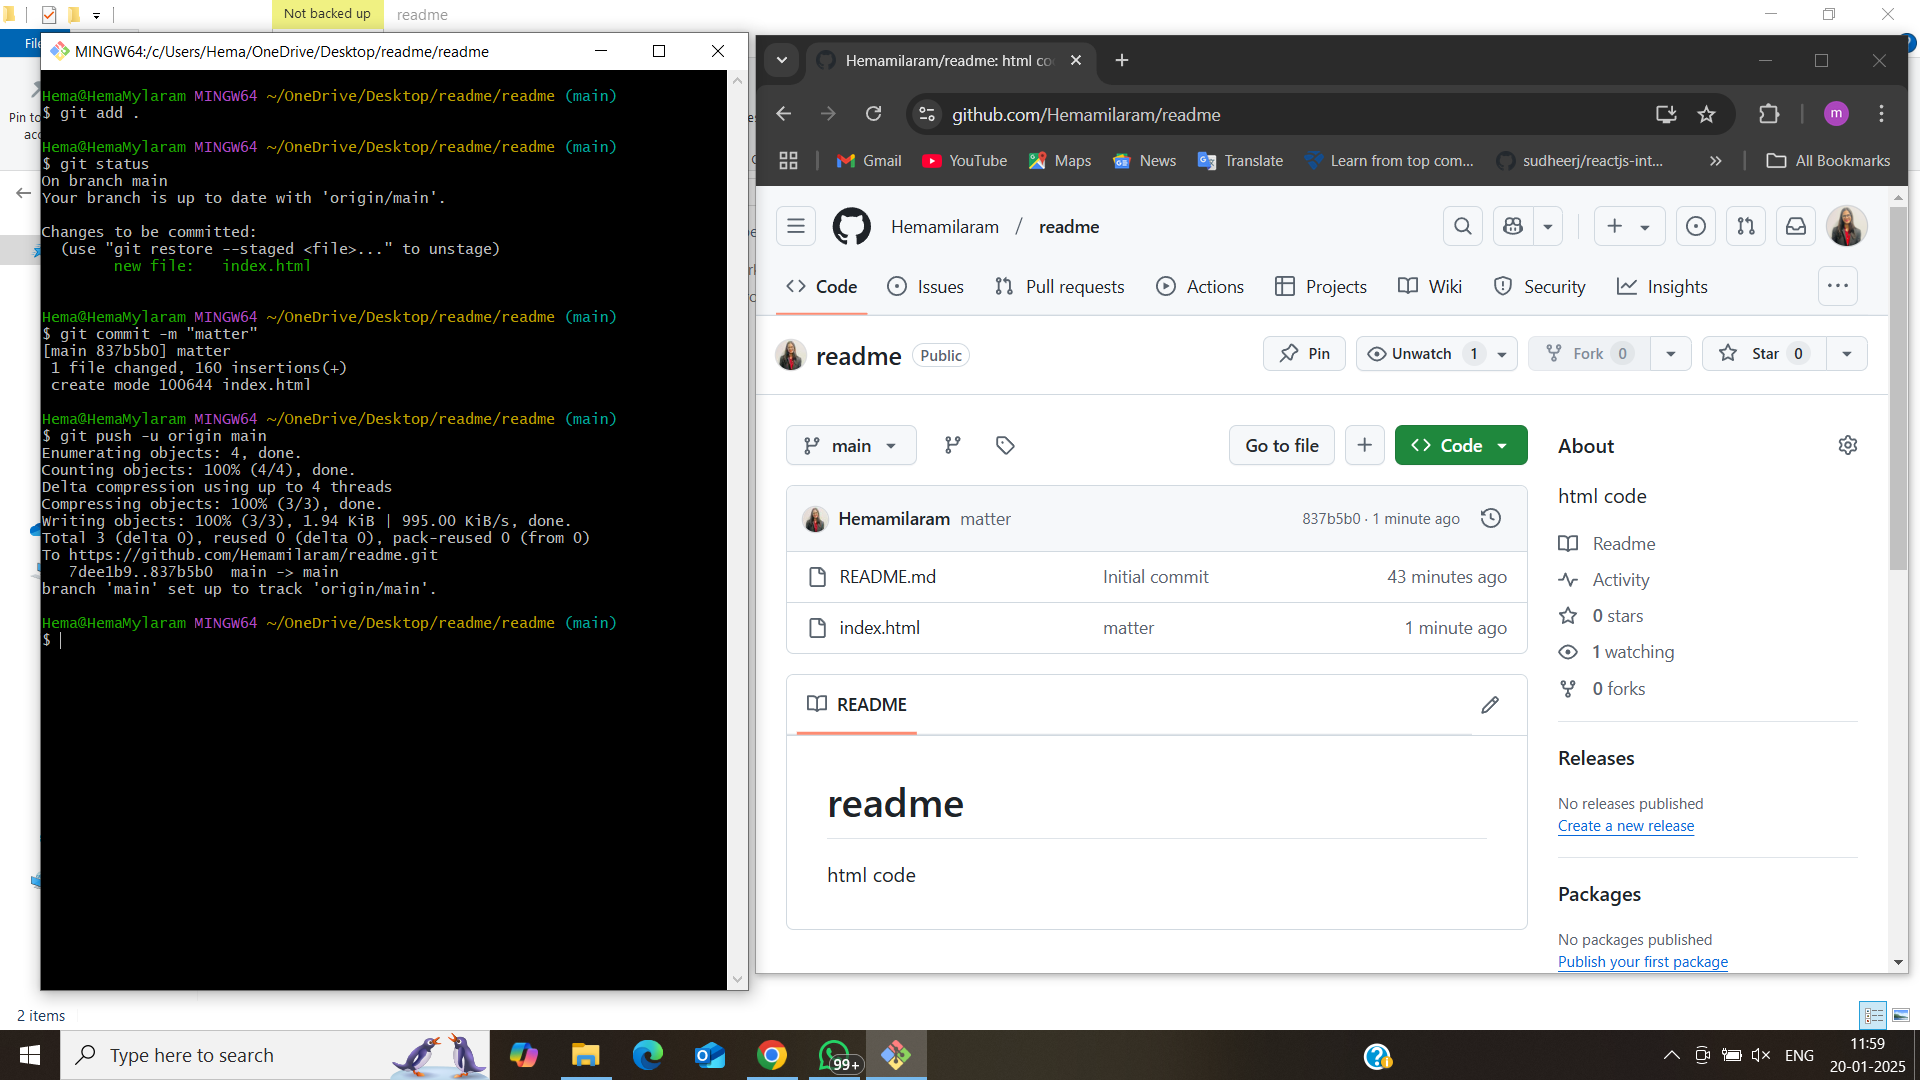 Not backed up
readme
File
MINGW64:/c/Users/Hema/OneDrive/Desktop/readme/readme
Hema@HemaMylaram MINGW64 ~/OneDrive/Desktop/readme/readme (main)
$ git add .
Hema@HemaMylaram MINGW64 ~/OneDrive/Desktop/readme/readme (main)
$ git status
On branch main
Your branch is up to date with 'origin/main'.
Changes to be committed:
(use "git restore --staged <file>..." to unstage)
new file:   index.html
Hema@HemaMylaram MINGW64 ~/OneDrive/Desktop/readme/readme (main)
$ git commit -m "matter"
[main 837b5b0] matter
1 file changed, 160 insertions(+)
create mode 100644 index.html
Hema@HemaMylaram MINGW64 ~/OneDrive/Desktop/readme/readme (main)
$ git push -u origin main
Enumerating objects: 4, done.
Counting objects: 100% (4/4), done.
Delta compression using up to 4 threads
Compressing objects: 100% (3/3), done.
Writing objects: 100% (3/3), 1.94 KiB | 995.00 KiB/s, done.
Total 3 (delta 0), reused 0 (delta 0), pack-reused 0 (from 0)
To https://github.com/Hemamilaram/readme.git
7dee1b9..837b5b0  main -> main
branch 'main' set up to track 'origin/main'.
Hema@HemaMylaram MINGW64 ~/OneDrive/Desktop/readme/readme (main)
$
Pin to
acc
Hemamilaram/readme: html co
github.com/Hemamilaram/readme
m
Gmail YouTube Maps News Translate Learn from top com... sudheerj/reactjs-int... » All Bookmarks
Hemamilaram / readme
Code Issues Pull requests Actions Projects Wiki Security Insights
readme Public Pin Unwatch 1 Fork 0 Star 0
main Go to file Code
Hemamilaram matter 837b5b0 · 1 minute ago
README.md Initial commit 43 minutes ago
index.html matter 1 minute ago
README
readme
html code
About
html code
Readme
Activity
0 stars
1 watching
0 forks
Releases
No releases published
Create a new release
Packages
No packages published
Publish your first package
2 items
Type here to search
99+
ENG
11:59
20-01-2025